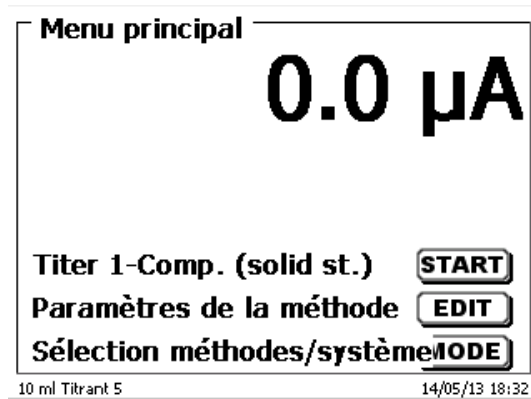 Menu principal
0.0 µA
Titer 1-Comp. (solid st.) START
Paramètres de la méthode EDIT
Sélection méthodes/système MODE
10 ml Titrant 5 14/05/13 18:32